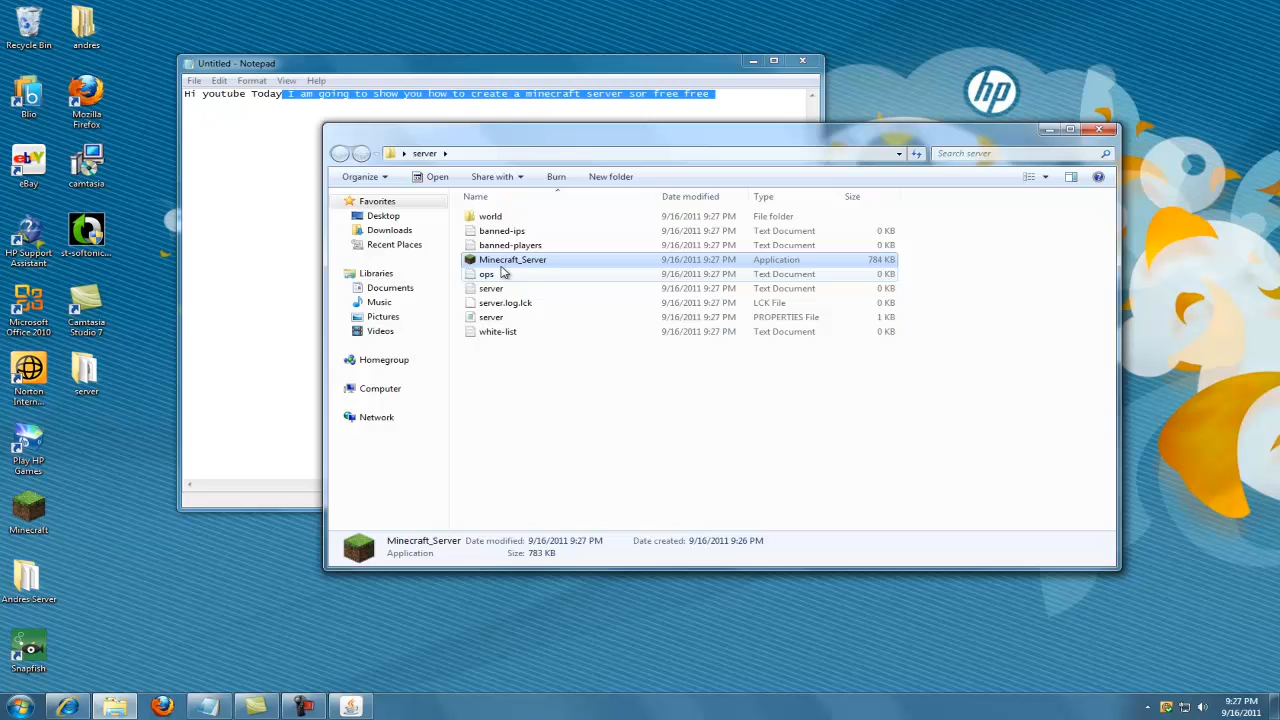 Recycle Bin
andres
Blio
Mozilla
Firefox
eBay
camtasia
HP Support
Assistant
st-softonic...
Microsoft
Office 2010
Camtasia
Studio 7
Norton
Intern...
server
Play HP
Games
Minecraft
Andres Server
Snapfish
Untitled - Notepad
File Edit Format View Help
Hi youtube Today I am going to show you how to create a minecraft server sor free free
hp
server
Search server
Organize Open Share with Burn New folder
Name Date modified Type Size
Favorites
Desktop
Downloads
Recent Places
Libraries
Documents
Music
Pictures
Videos
Homegroup
Computer
Network
world 9/16/2011 9:27 PM File folder
banned-ips 9/16/2011 9:27 PM Text Document 0 KB
banned-players 9/16/2011 9:27 PM Text Document 0 KB
Minecraft_Server 9/16/2011 9:27 PM Application 784 KB
ops 9/16/2011 9:27 PM Text Document 0 KB
server 9/16/2011 9:27 PM Text Document 0 KB
server.log.lck 9/16/2011 9:27 PM LCK File 0 KB
server 9/16/2011 9:27 PM PROPERTIES File 1 KB
white-list 9/16/2011 9:27 PM Text Document 0 KB
Minecraft_Server Date modified: 9/16/2011 9:27 PM Date created: 9/16/2011 9:26 PM
Application Size: 783 KB
9:27 PM
9/16/2011